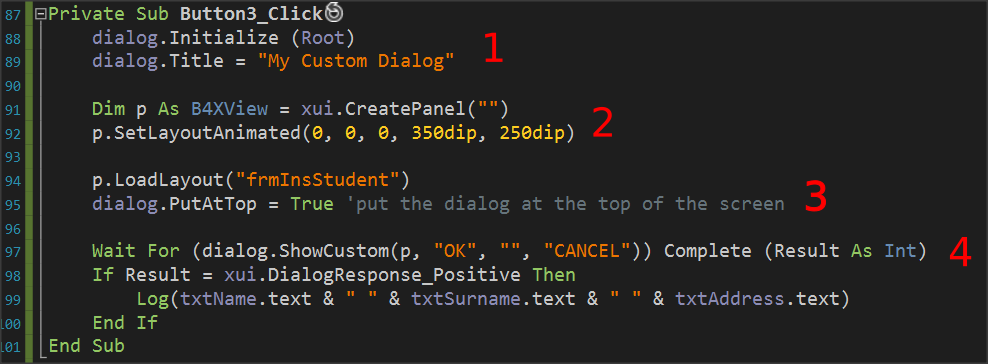 87 Private Sub Button3_Click
88 dialog.Initialize (Root)
89 dialog.Title = "My Custom Dialog" 1
90
91 Dim p As B4XView = xui.CreatePanel("")
92 p.SetLayoutAnimated(0, 0, 0, 350dip, 250dip) 2
93
94 p.LoadLayout("frmInsStudent")
95 dialog.PutAtTop = True 'put the dialog at the top of the screen 3
96
97 Wait For (dialog.ShowCustom(p, "OK", "", "CANCEL")) Complete (Result As Int) 4
98 If Result = xui.DialogResponse_Positive Then
99 Log(txtName.text & " " & txtSurname.text & " " & txtAddress.text)
100 End If
101 End Sub